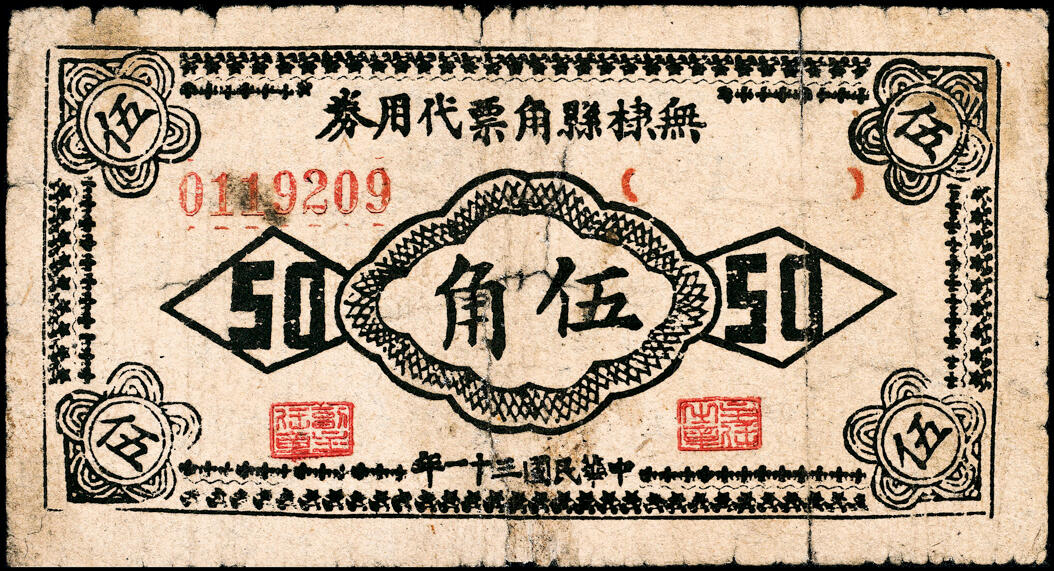 無棣縣角票代用券
伍
伍
0119209
( )
50
伍角
50
伍
伍
中華民國三十一年